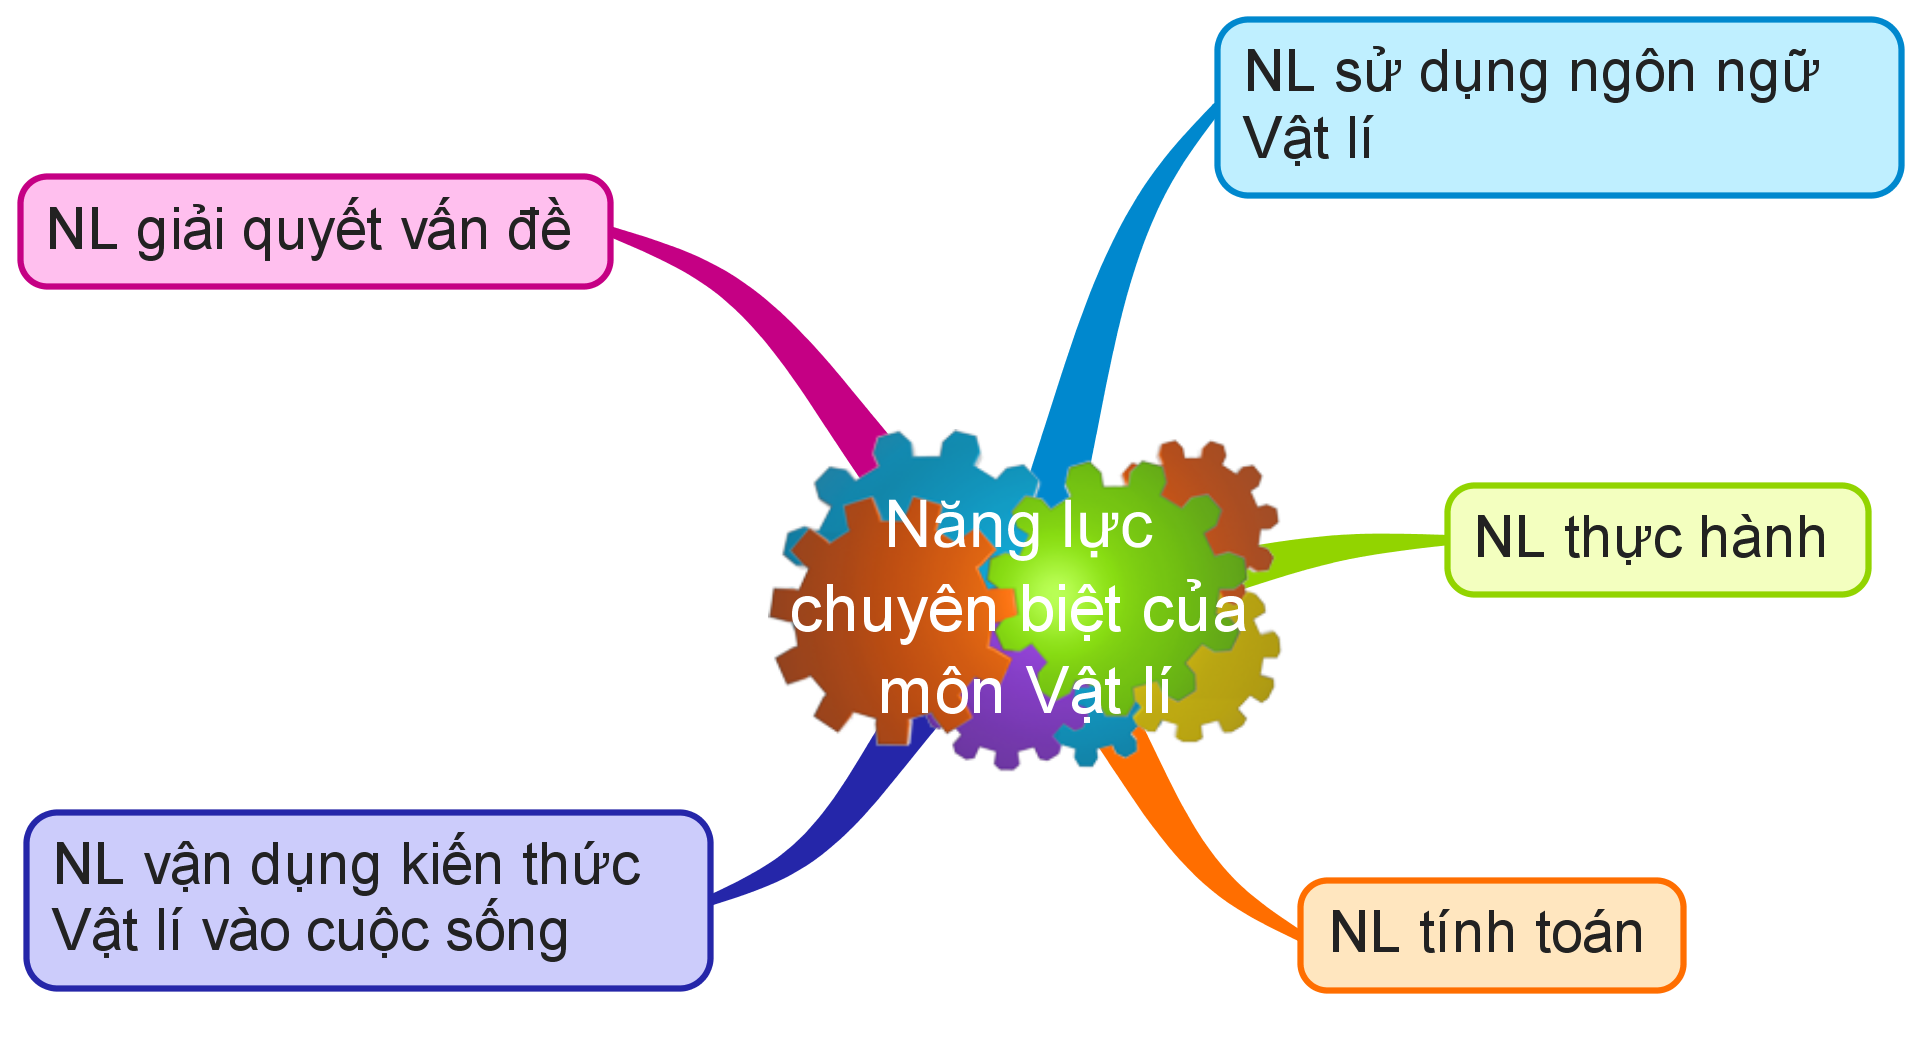 NL sử dụng ngôn ngữ
Vật lí
NL giải quyết vấn đề
Năng lực
chuyên biệt của
môn Vật lí
NL thực hành
NL vận dụng kiến thức
Vật lí vào cuộc sống
NL tính toán